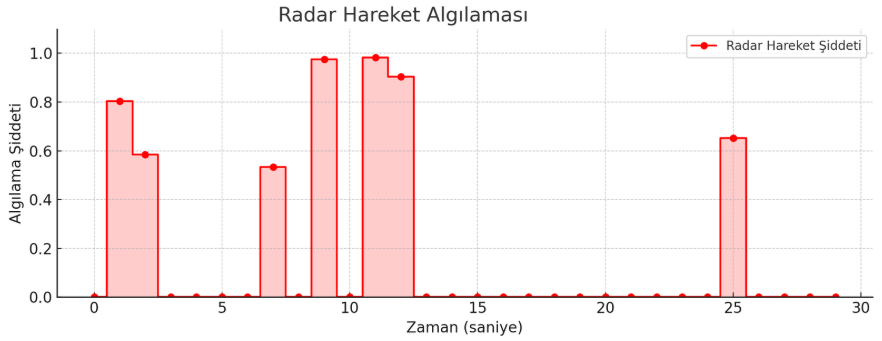 Radar Hareket Algılaması
Radar Hareket Şiddeti
Algılama Şiddeti
1.0
0.8
0.6
0.4
0.2
0.0
0 5 10 15 20 25 30
Zaman (saniye)